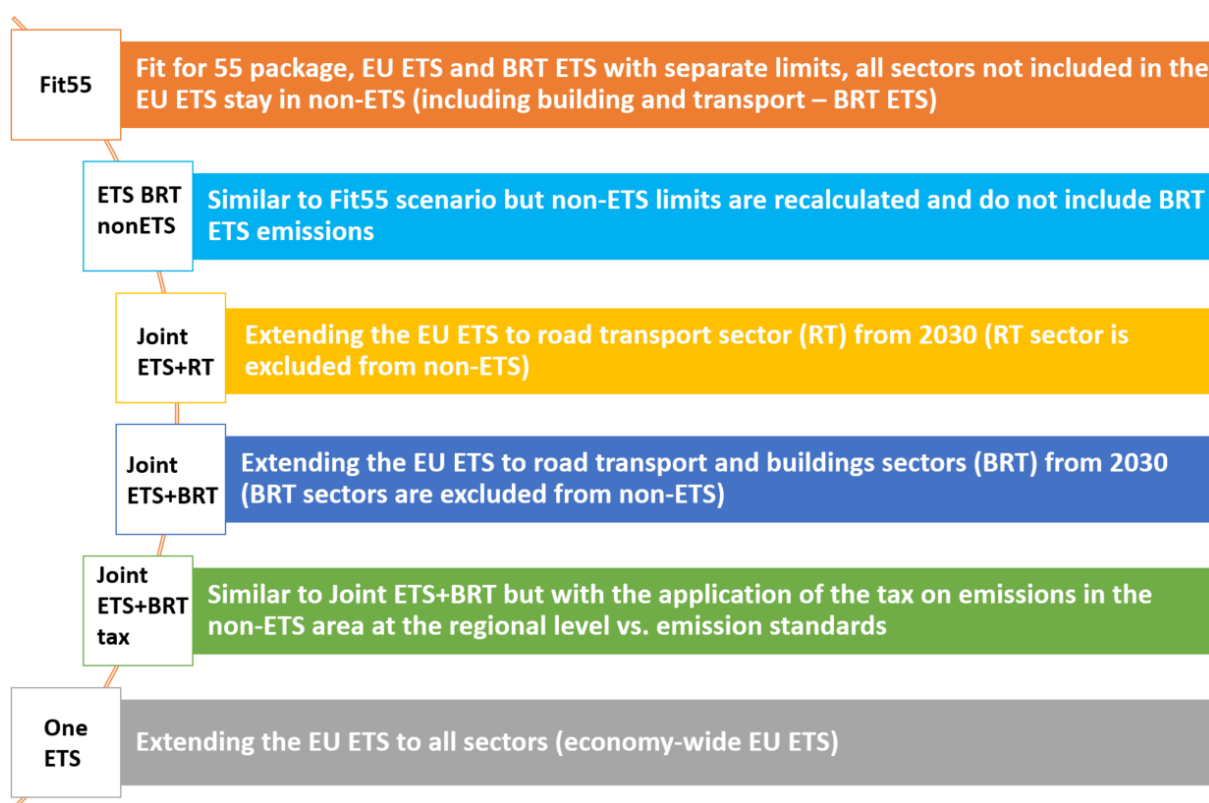 Fit55
Fit for 55 package, EU ETS and BRT ETS with separate limits, all sectors not included in the
EU ETS stay in non-ETS (including building and transport – BRT ETS)
ETS BRT
nonETS
Similar to Fit55 scenario but non-ETS limits are recalculated and do not include BRT
ETS emissions
Joint
ETS+RT
Extending the EU ETS to road transport sector (RT) from 2030 (RT sector is
excluded from non-ETS)
Joint
ETS+BRT
Extending the EU ETS to road transport and buildings sectors (BRT) from 2030
(BRT sectors are excluded from non-ETS)
Joint
ETS+BRT
tax
Similar to Joint ETS+BRT but with the application of the tax on emissions in the
non-ETS area at the regional level vs. emission standards
One
ETS
Extending the EU ETS to all sectors (economy-wide EU ETS)